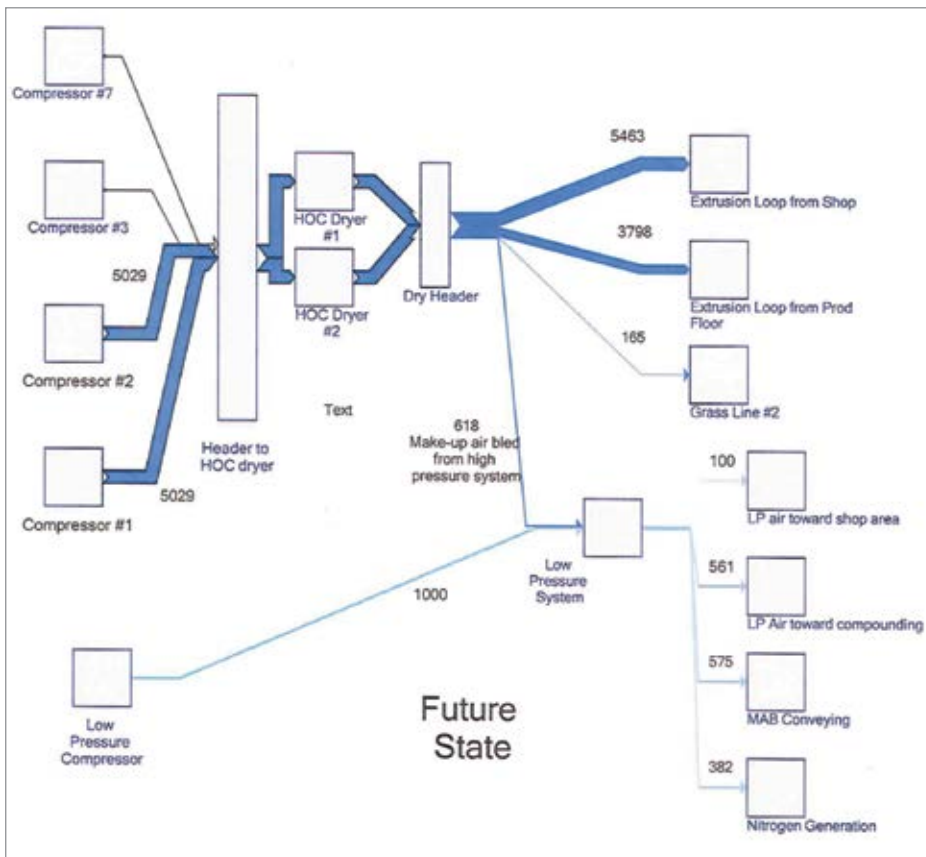 Compressor #7
Compressor #3
5029
Compressor #2
Compressor #1
5029
Header to
HOC dryer
HOC Dryer
#1
HOC Dryer
#2
Text
Dry Header
5463
Extrusion Loop from Shop
3798
Extrusion Loop from Prod
Floor
165
Grass Line #2
618
Make-up air bled
from high
pressure system
100
LP air toward shop area
Low
Pressure
System
561
LP Air toward compounding
1000
575
MAB Conveying
Low
Pressure
Compressor
Future
State
382
Nitrogen Generation